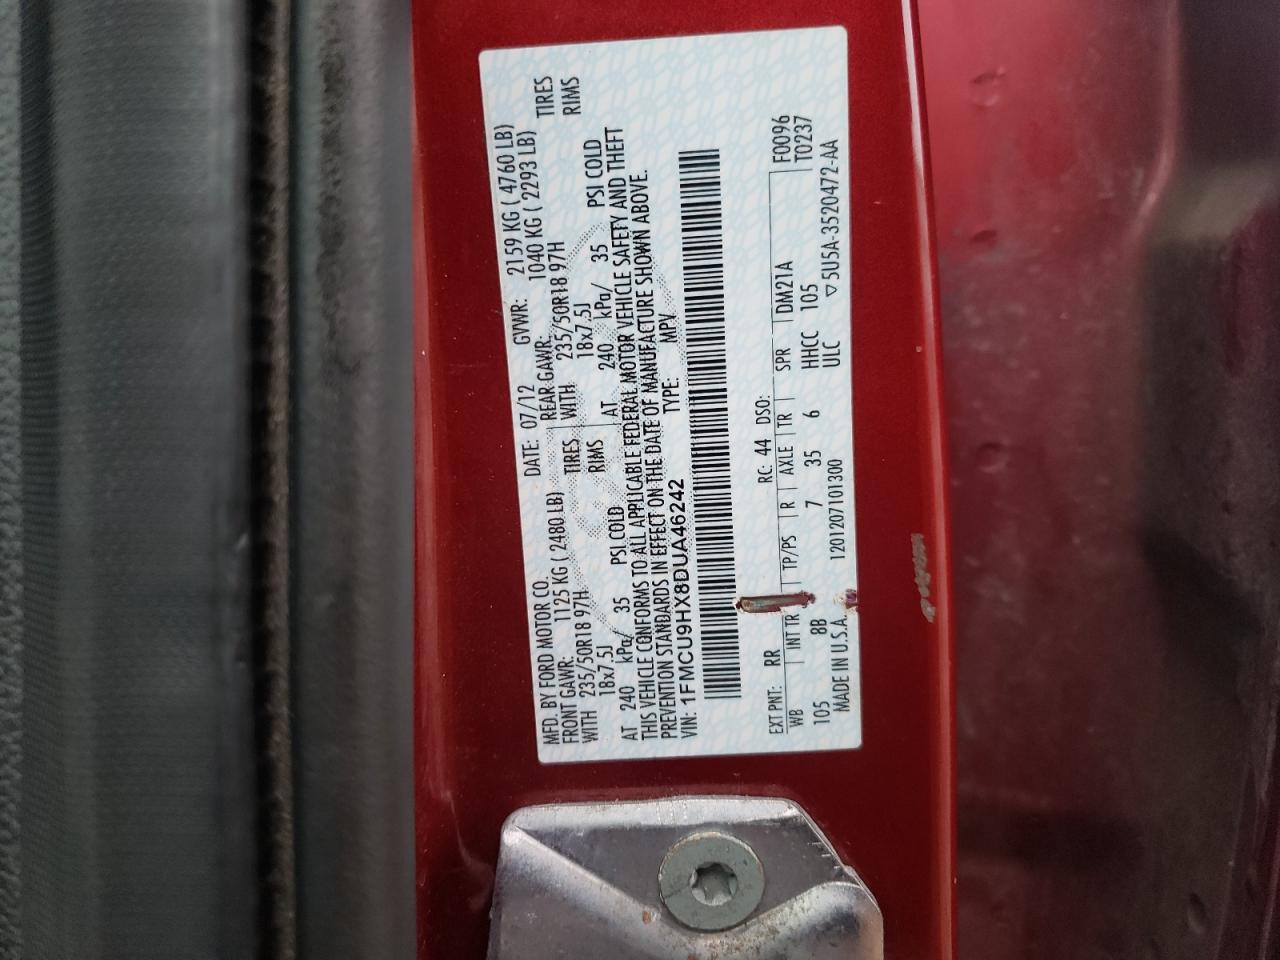 MFD. BY FORD MOTOR CO. DATE: 07/12 GVWR: 2159 KG ( 4760 LB)
FRONT GAWR: 1125 KG ( 2480 LB) REAR GAWR: 1040 KG ( 2293 LB)
WITH 235/50R18 97H TIRES WITH 235/50R18 97H TIRES
18x7.5J RIMS 18x7.5J RIMS
AT 240 kPa/ 35 PSI COLD AT 240 kPa/ 35 PSI COLD
THIS VEHICLE CONFORMS TO ALL APPLICABLE FEDERAL MOTOR VEHICLE SAFETY AND THEFT
PREVENTION STANDARDS IN EFFECT ON THE DATE OF MANUFACTURE SHOWN ABOVE.
VIN: 1FMCU9HX8DUA46242 TYPE: MPV
EXT PNT: RR RC: 44 DSO: F0096
WB INT TR TP/PS R AXLE TR SPR DM21A T0237
105 8B 7 35 6 HHCC 105
MADE IN U.S.A. 1201207101300 ULC ▽5U5A-3520472-AA